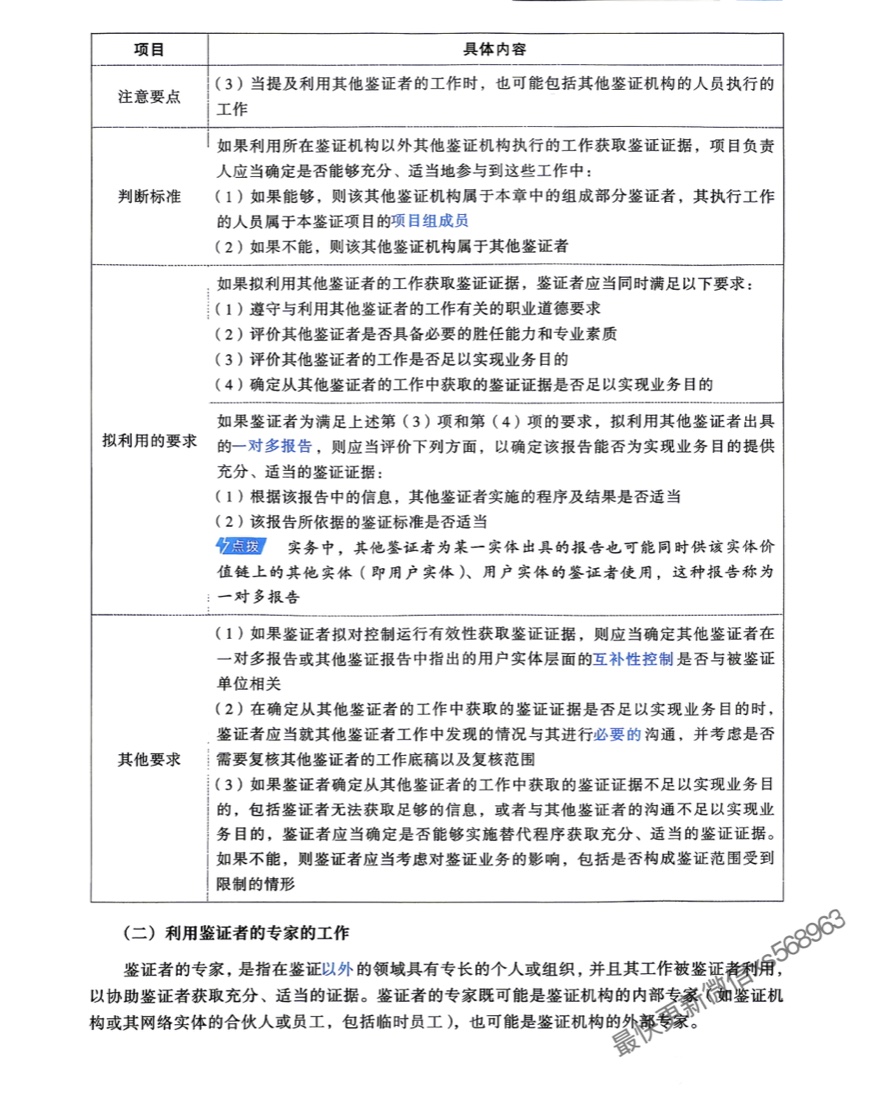 项目 具体内容
注意要点
（3）当提及利用其他鉴证者的工作时，也可能包括其他鉴证机构的人员执行的
工作
判断标准
如果利用所在鉴证机构以外其他鉴证机构执行的工作获取鉴证证据，项目负责
人应当确定是否能够充分、适当地参与到这些工作中：
（1）如果能够，则该其他鉴证机构属于本章中的组成部分鉴证者，其执行工作
的人员属于本鉴证项目的项目组成员
（2）如果不能，则该其他鉴证机构属于其他鉴证者
拟利用的要求
如果拟利用其他鉴证者的工作获取鉴证证据，鉴证者应当同时满足以下要求：
（1）遵守与利用其他鉴证者的工作有关的职业道德要求
（2）评价其他鉴证者是否具备必要的胜任能力和专业素质
（3）评价其他鉴证者的工作是否足以实现业务目的
（4）确定从其他鉴证者的工作中获取的鉴证证据是否足以实现业务目的
如果鉴证者为满足上述第（3）项和第（4）项的要求，拟利用其他鉴证者出具
的一对多报告，则应当评价下列方面，以确定该报告能否为实现业务目的提供
充分、适当的鉴证证据：
（1）根据该报告中的信息，其他鉴证者实施的程序及结果是否适当
（2）该报告所依据的鉴证标准是否适当
点拨 实务中，其他鉴证者为某一实体出具的报告也可能同时供该实体价
值链上的其他实体（即用户实体）、用户实体的鉴证者使用，这种报告称为
一对多报告
其他要求
（1）如果鉴证者拟对控制运行有效性获取鉴证证据，则应当确定其他鉴证者在
一对多报告或其他鉴证报告中指出的用户实体层面的互补性控制是否与被鉴证
单位相关
（2）在确定从其他鉴证者的工作中获取的鉴证证据是否足以实现业务目的时，
鉴证者应当就其他鉴证者工作中发现的情况与其进行必要的沟通，并考虑是否
需要复核其他鉴证者的工作底稿以及复核范围
（3）如果鉴证者确定从其他鉴证者的工作中获取的鉴证证据不足以实现业务目
的，包括鉴证者无法获取足够的信息，或者与其他鉴证者的沟通不足以实现业
务目的，鉴证者应当确定是否能够实施替代程序获取充分、适当的鉴证证据。
如果不能，则鉴证者应当考虑对鉴证业务的影响，包括是否构成鉴证范围受到
限制的情形
（二）利用鉴证者的专家的工作
鉴证者的专家，是指在鉴证以外的领域具有专长的个人或组织，并且其工作被鉴证者利用，
以协助鉴证者获取充分、适当的证据。鉴证者的专家既可能是鉴证机构的内部专家（如鉴证机
构或其网络实体的合伙人或员工，包括临时员工），也可能是鉴证机构的外部专家。
最快更新微信xs568963